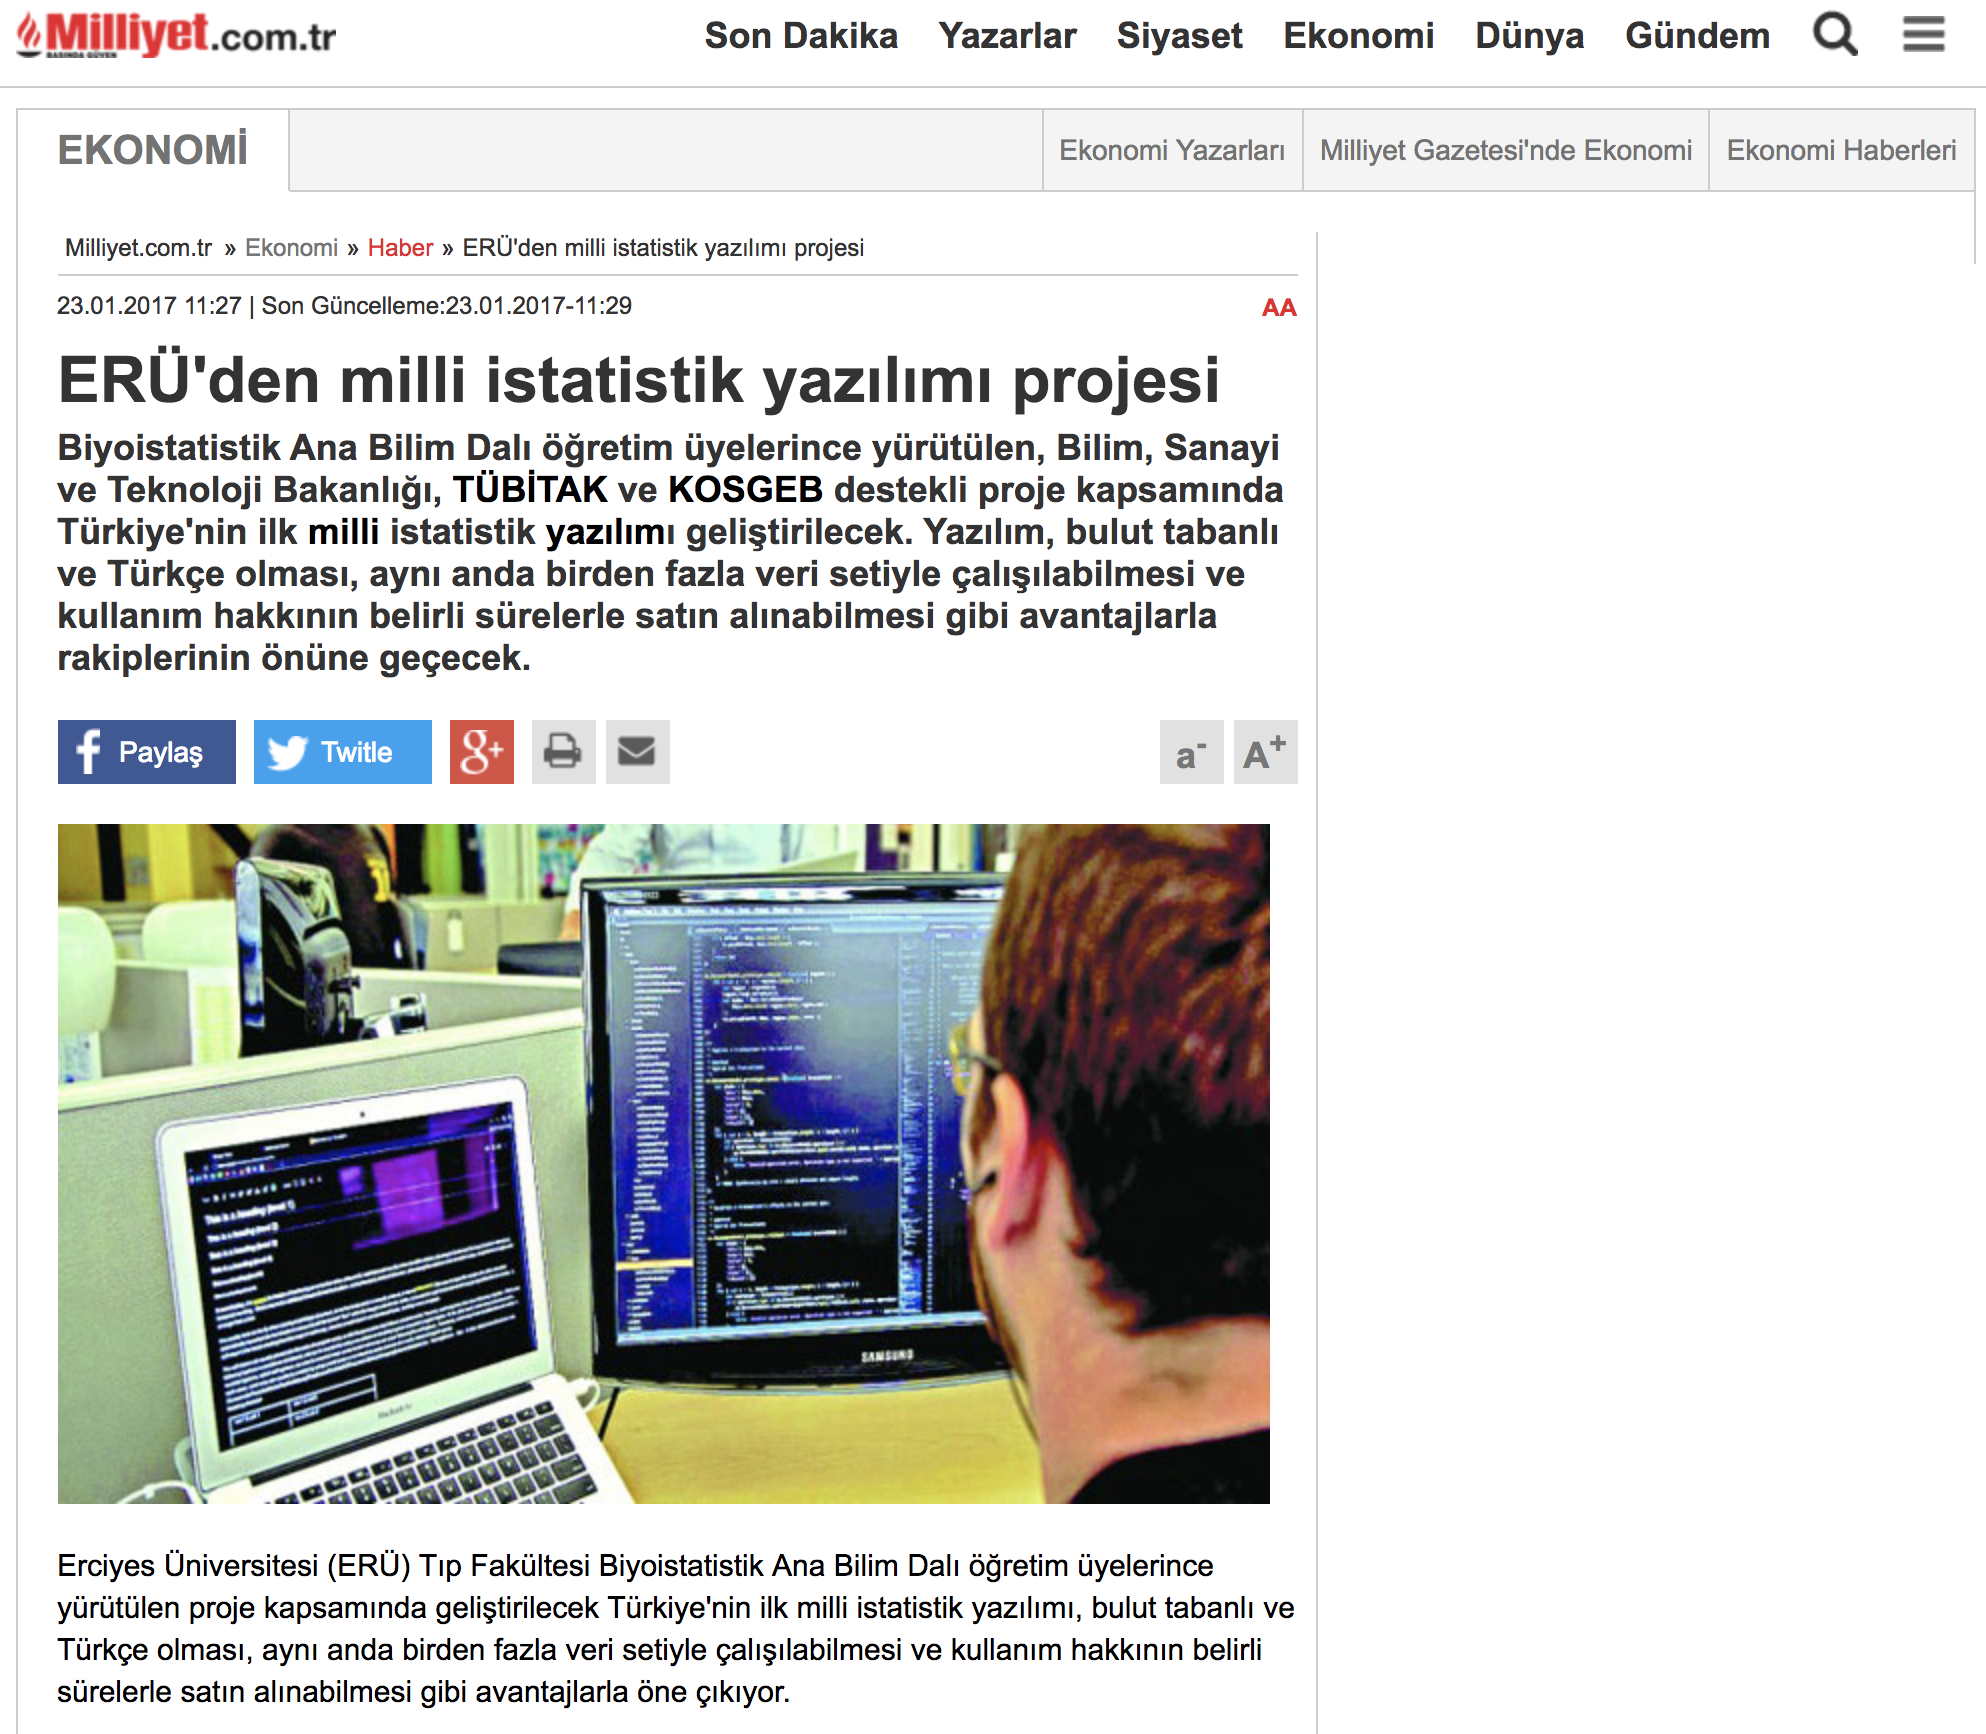 Milliyet.com.tr
BASINDA GÜVEN
Son Dakika Yazarlar Siyaset Ekonomi Dünya Gündem
EKONOMİ
Ekonomi Yazarları Milliyet Gazetesi'nde Ekonomi Ekonomi Haberleri
Milliyet.com.tr » Ekonomi » Haber » ERÜ'den milli istatistik yazılımı projesi
23.01.2017 11:27 | Son Güncelleme:23.01.2017-11:29
AA
ERÜ'den milli istatistik yazılımı projesi
Biyoistatistik Ana Bilim Dalı öğretim üyelerince yürütülen, Bilim, Sanayi
ve Teknoloji Bakanlığı, TÜBİTAK ve KOSGEB destekli proje kapsamında
Türkiye'nin ilk milli istatistik yazılımı geliştirilecek. Yazılım, bulut tabanlı
ve Türkçe olması, aynı anda birden fazla veri setiyle çalışılabilmesi ve
kullanım hakkının belirli sürelerle satın alınabilmesi gibi avantajlarla
rakiplerinin önüne geçecek.
f Paylaş Twitle g+ a- A+
This is a heading (level 1)
SAMSUNG
Erciyes Üniversitesi (ERÜ) Tıp Fakültesi Biyoistatistik Ana Bilim Dalı öğretim üyelerince
yürütülen proje kapsamında geliştirilecek Türkiye'nin ilk milli istatistik yazılımı, bulut tabanlı ve
Türkçe olması, aynı anda birden fazla veri setiyle çalışılabilmesi ve kullanım hakkının belirli
sürelerle satın alınabilmesi gibi avantajlarla öne çıkıyor.